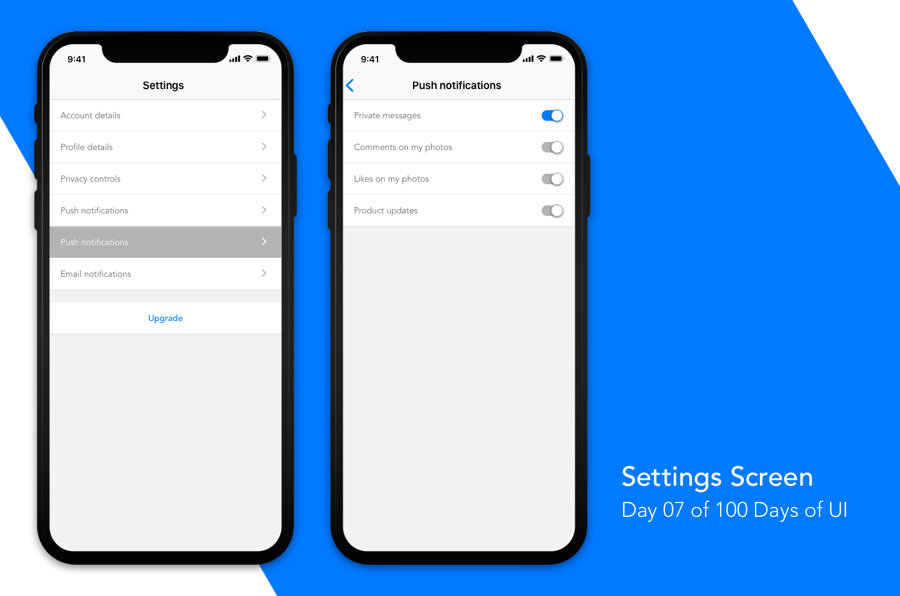 9:41
Settings
Account details
Profile details
Privacy controls
Push notifications
Push notifications
Email notifications
Upgrade
9:41
Push notifications
Private messages
Comments on my photos
Likes on my photos
Product updates
Settings Screen
Day 07 of 100 Days of UI